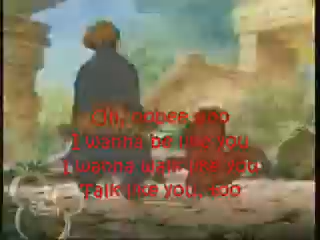 Oh, oobee doo
I wanna be like you
I wanna walk like you
Talk like you, too